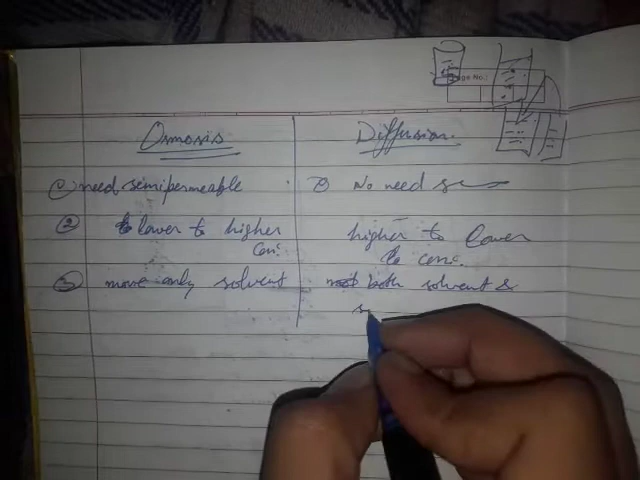 Page No.:
Osmosis Diffusion.
① need semipermeable ① No need s
② lower to higher higher to lower
conc. to conc.
③ move only solvent both solvent &
s